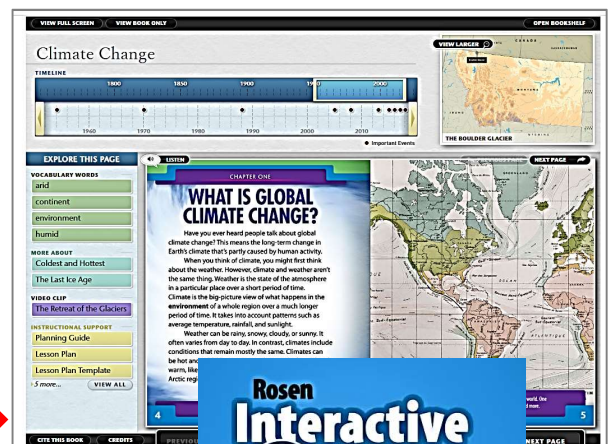 VIEW FULL SCREEN
VIEW BOOK ONLY
OPEN BOOKSHELF
Climate Change
TIMELINE
1800 1850 1900 2000
1960 1970 1980 1990 2000 2010
Important Events
VIEW LARGER
CANADA
MONTANA
IDAHO
WYOMING
THE BOULDER GLACIER
EXPLORE THIS PAGE
VOCABULARY WORDS
arid
continent
environment
humid
MORE ABOUT
Coldest and Hottest
The Last Ice Age
VIDEO CLIP
The Retreat of the Glaciers
INSTRUCTIONAL SUPPORT
Planning Guide
Lesson Plan
Lesson Plan Template
5 more...
VIEW ALL
CITE THIS BOOK
CREDITS
LISTEN
NEXT PAGE
CHAPTER ONE
WHAT IS GLOBAL
CLIMATE CHANGE?
Have you ever heard people talk about global
climate change? This means the long-term change in
Earth's climate that's partly caused by human activity.
When you think of climate, you might first think
about the weather. However, climate and weather aren't
the same thing. Weather is the state of the atmosphere
in a particular place over a short period of time.
Climate is the big-picture view of what happens in the
environment of a whole region over a much longer
period of time. It takes into account patterns such as
average temperature, rainfall, and sunlight.
Weather can be rainy, snowy, cloudy, or sunny. It
often varies from day to day. In contrast, climates include
conditions that remain mostly the same. Climates can
be hot and
warm, like
Arctic regi
4
world. One
d more.
5
PREVIOU
NEXT PAGE
Rosen
Interactive